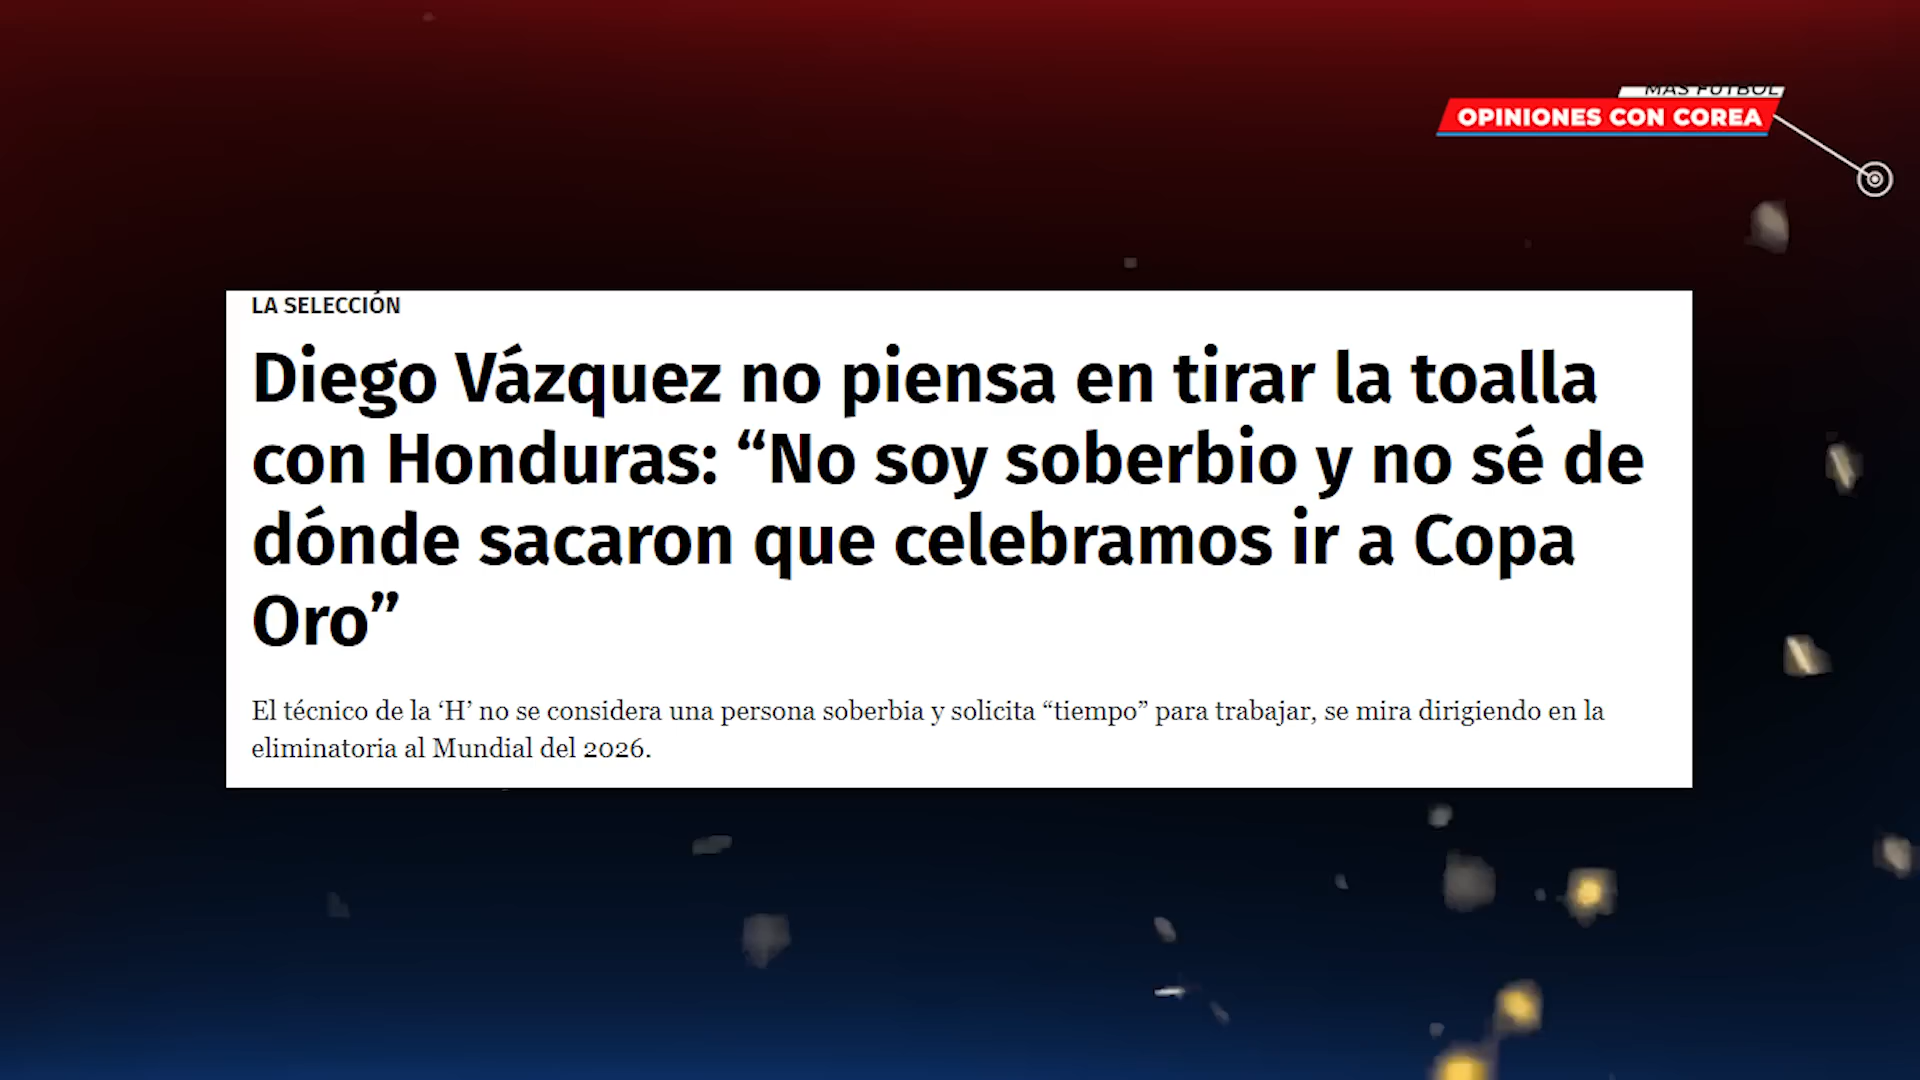 MAS FUTBOL
OPINIONES CON COREA
LA SELECCIÓN
Diego Vázquez no piensa en tirar la toalla
con Honduras: “No soy soberbio y no sé de
dónde sacaron que celebramos ir a Copa
Oro”
El técnico de la ‘H’ no se considera una persona soberbia y solicita “tiempo” para trabajar, se mira dirigiendo en la
eliminatoria al Mundial del 2026.